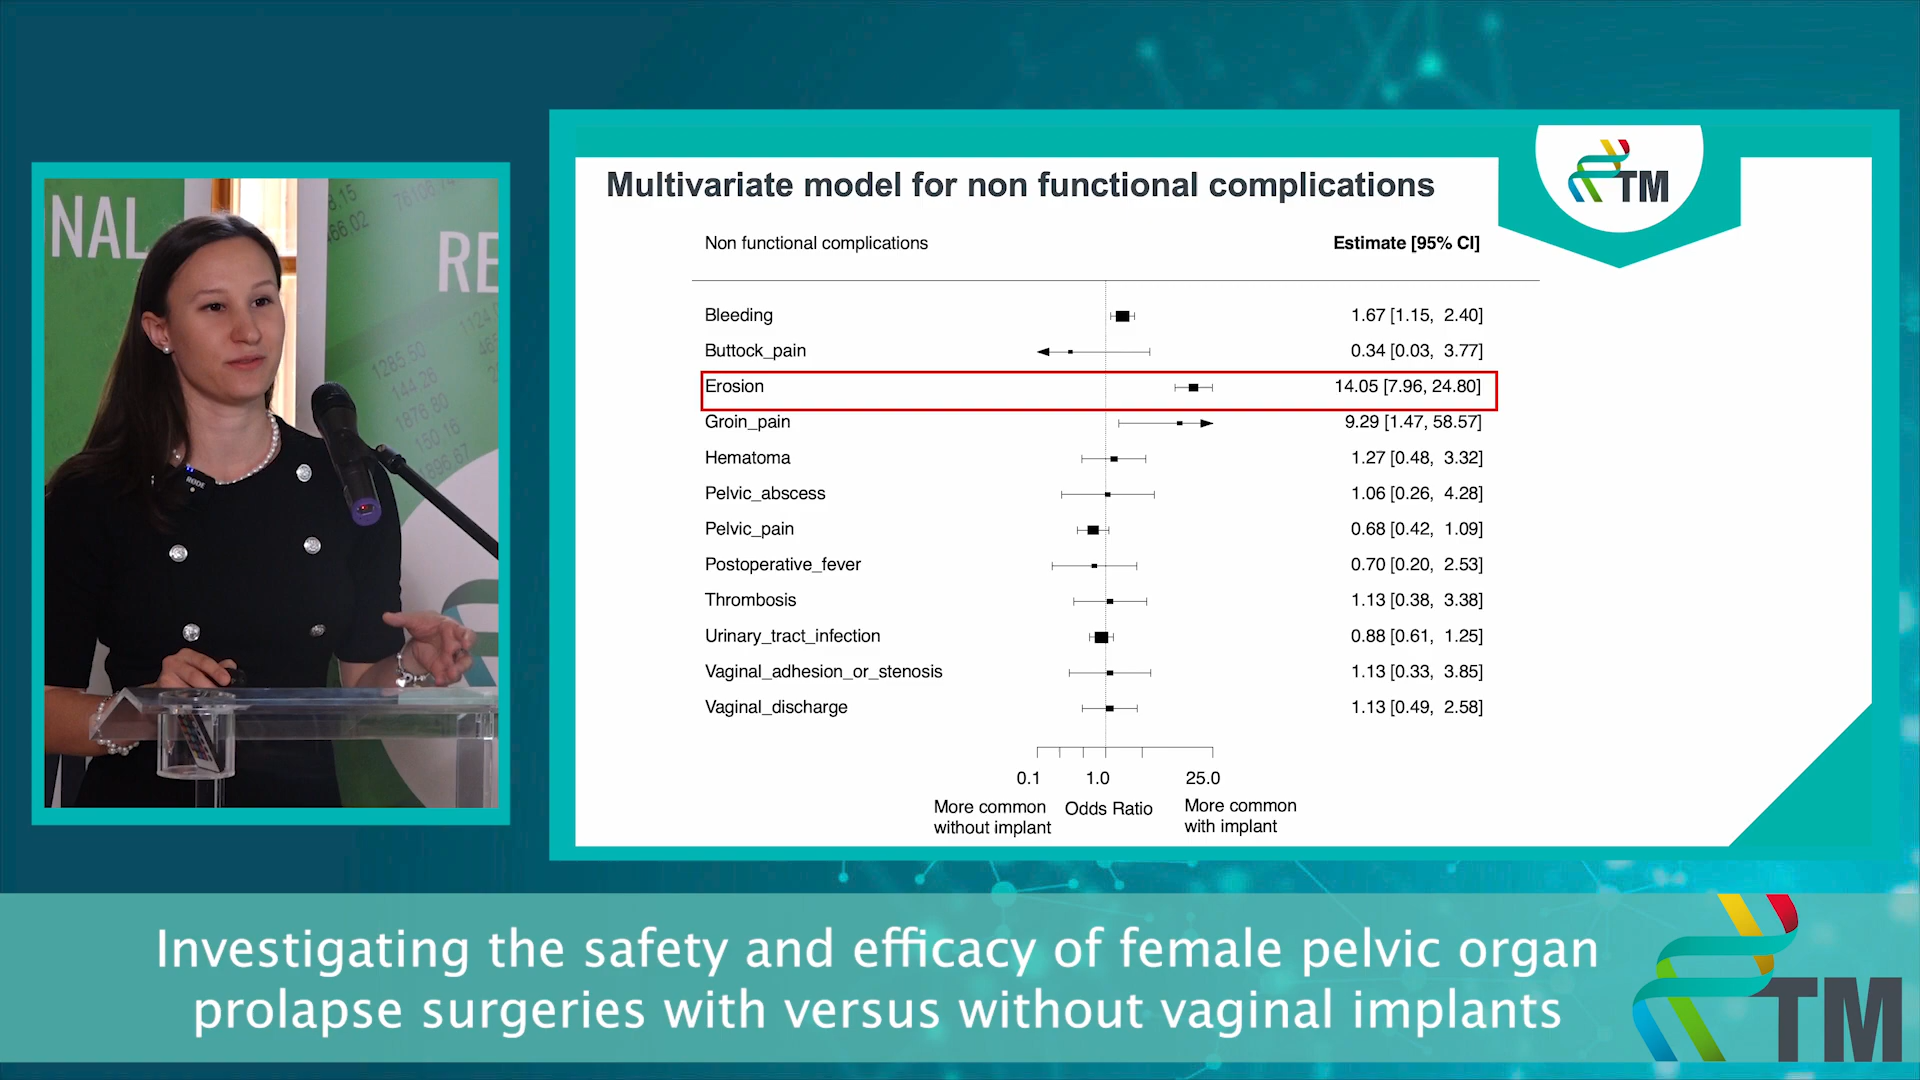 NAL
RE
RØDE
TM
Multivariate model for non functional complications
Non functional complications Estimate [95% CI]
Bleeding 1.67 [1.15, 2.40]
Buttock_pain 0.34 [0.03, 3.77]
Erosion 14.05 [7.96, 24.80]
Groin_pain 9.29 [1.47, 58.57]
Hematoma 1.27 [0.48, 3.32]
Pelvic_abscess 1.06 [0.26, 4.28]
Pelvic_pain 0.68 [0.42, 1.09]
Postoperative_fever 0.70 [0.20, 2.53]
Thrombosis 1.13 [0.38, 3.38]
Urinary_tract_infection 0.88 [0.61, 1.25]
Vaginal_adhesion_or_stenosis 1.13 [0.33, 3.85]
Vaginal_discharge 1.13 [0.49, 2.58]
0.1 1.0 25.0
More common
without implant
Odds Ratio
More common
with implant
Investigating the safety and efficacy of female pelvic organ
prolapse surgeries with versus without vaginal implants
TM